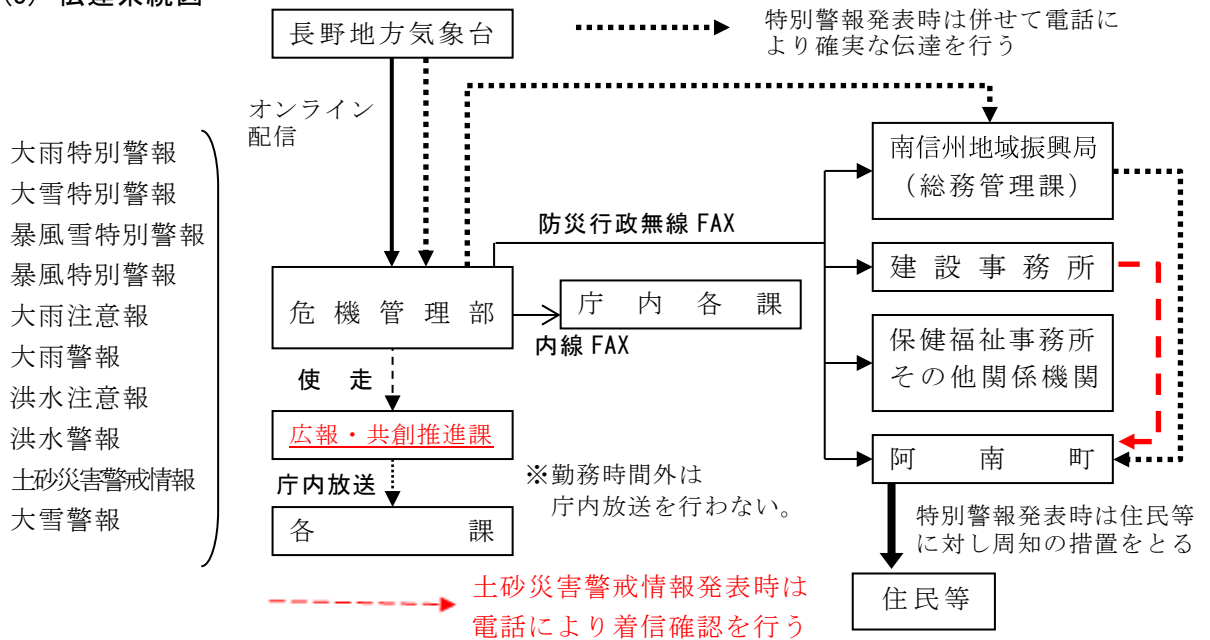 (3) 伝達系統図
長野地方気象台
特別警報発表時は併せて電話に
より確実な伝達を行う
オンライン
配信
大雨特別警報
大雪特別警報
暴風雪特別警報
暴風特別警報
大雨注意報
大雨警報
洪水注意報
洪水警報
土砂災害警戒情報
大雪警報
南信州地域振興局
（総務管理課）
防災行政無線 FAX
建設事務所
危機管理部
庁内各課
内線 FAX
保健福祉事務所
その他関係機関
使走
広報・共創推進課
阿南町
庁内放送
※勤務時間外は
庁内放送を行わない。
各課
特別警報発表時は住民等
に対し周知の措置をとる
住民等
土砂災害警戒情報発表時は
電話により着信確認を行う